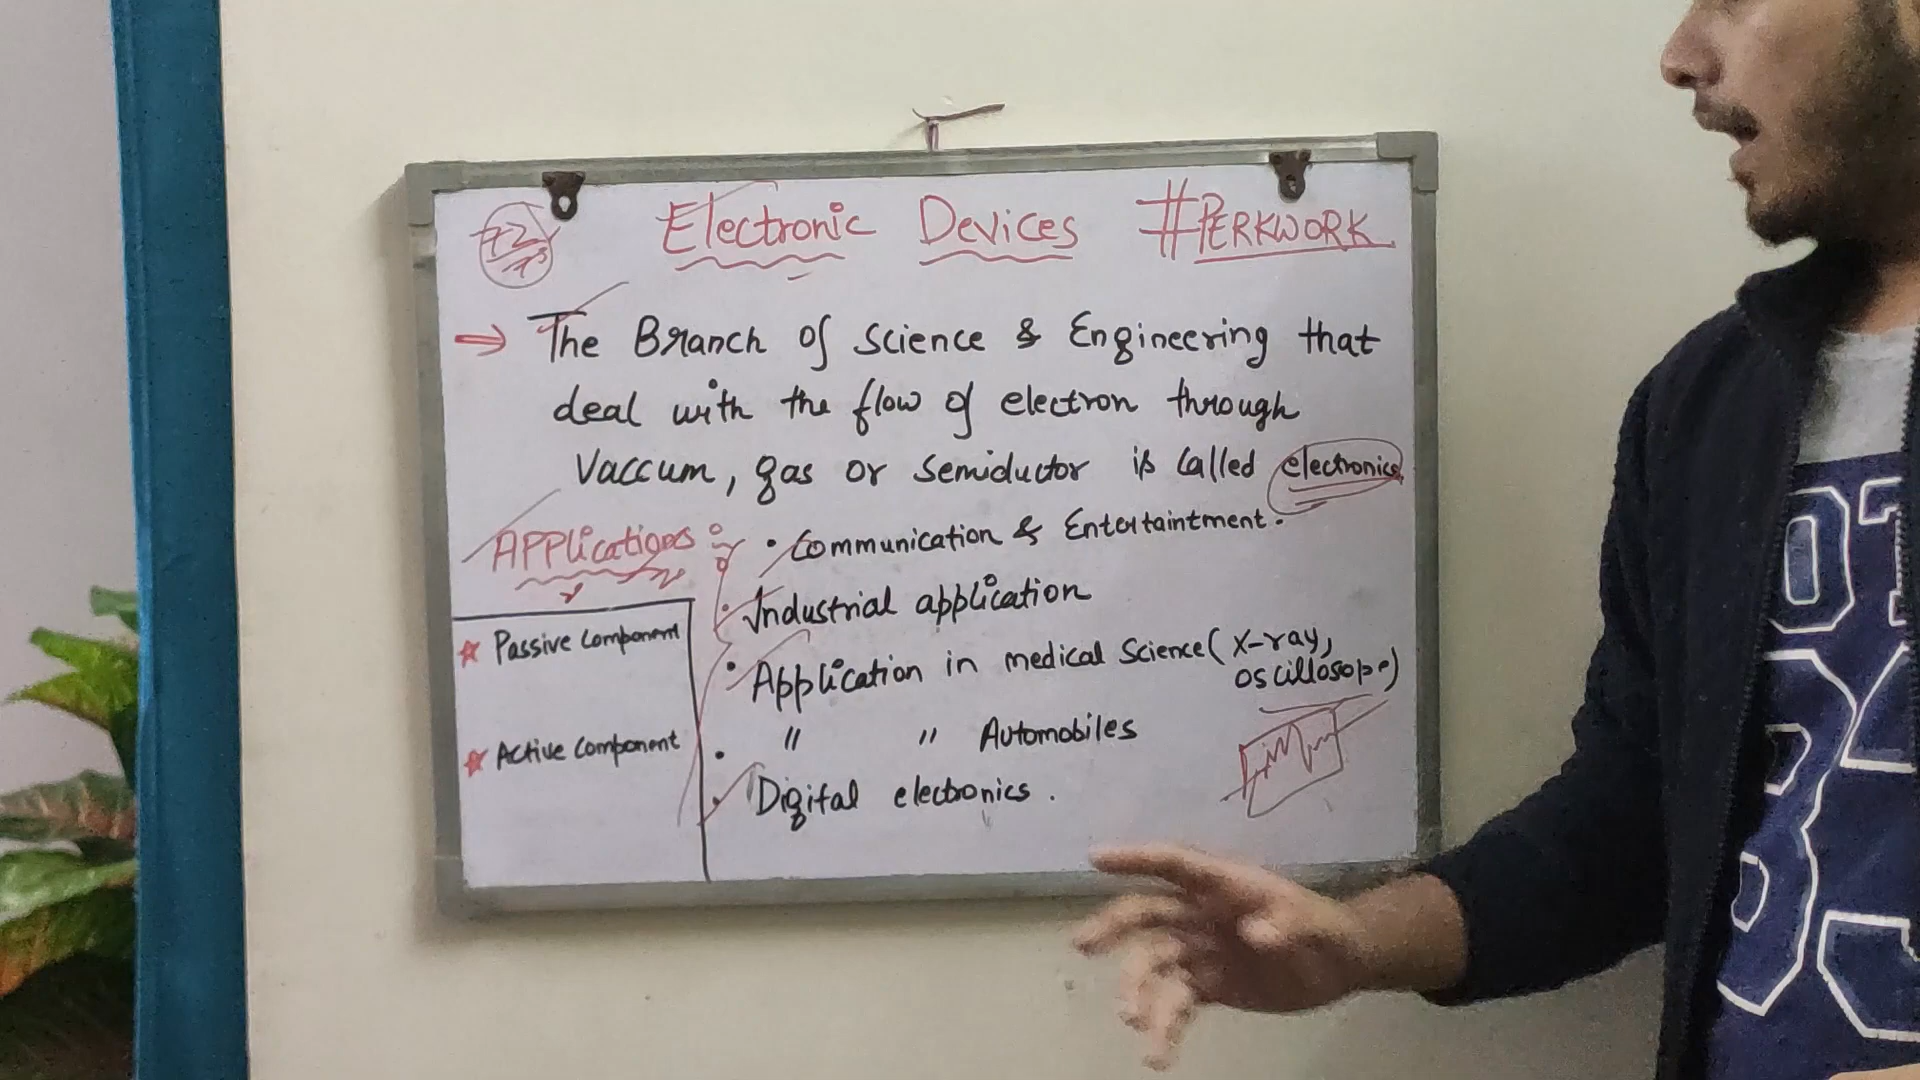 Electronic Devices #PERKWORK
⇒ The Branch of Science & Engineering that
deal with the flow of electron through
Vaccum, gas or Semiductor is called electronics
APPlications :- • Communication & Entertaintment.
• Industrial application
• Application in medical Science (X-ray,
oscillosope)
• " " Automobiles
• Digital electronics.
☆ Passive Component
☆ Active Component